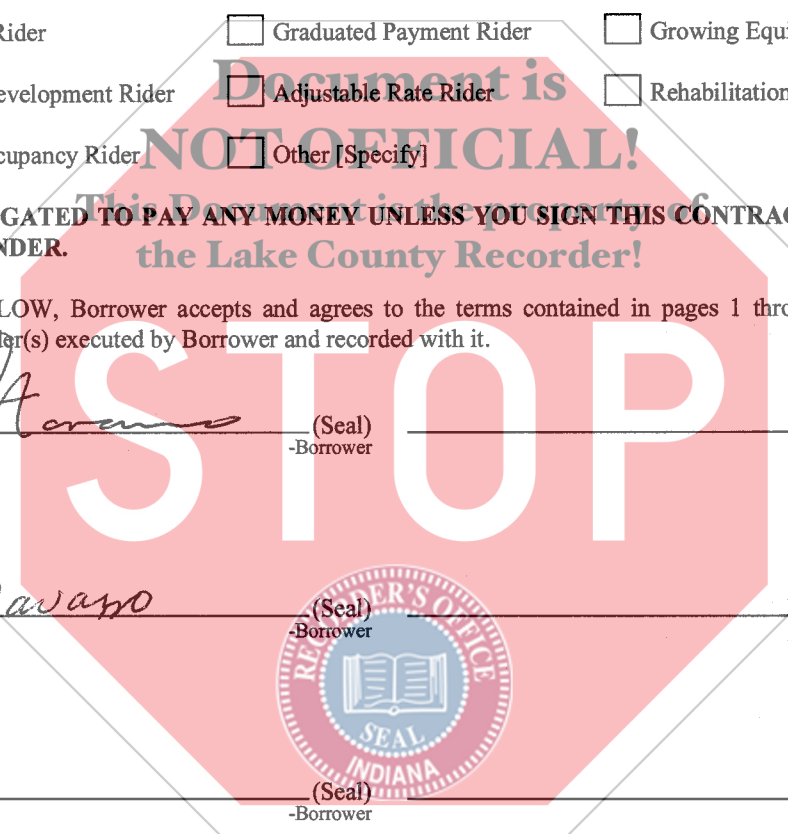 Rider Graduated Payment Rider Growing Equi
Document is
evelopment Rider Adjustable Rate Rider Rehabilitation
NOT OFFICIAL!
cupancy Rider Other [Specify]
This Document is the property of
GATED TO PAY ANY MONEY UNLESS YOU SIGN THIS CONTRAC
NDER.
the Lake County Recorder!
LOW, Borrower accepts and agrees to the terms contained in pages 1 thro
er(s) executed by Borrower and recorded with it.
STOP
(Seal)
-Borrower
(Seal)
-Borrower
RECORDER'S OFFICE
SEAL
INDIANA
(Seal)
-Borrower